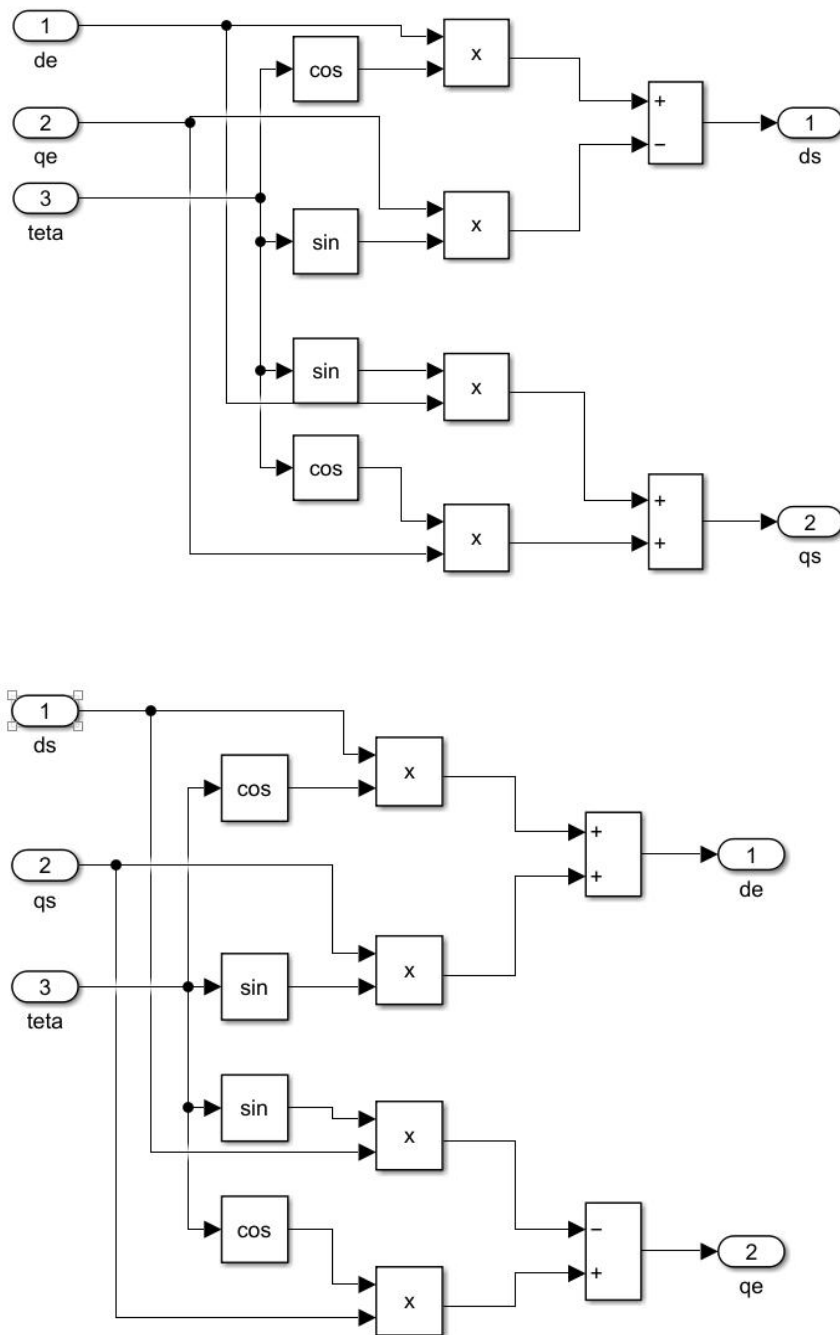 1
de
cos
x
+
−
1
ds
2
qe
3
teta
sin
x
sin
x
cos
x
+
+
2
qs
1
ds
cos
x
+
+
1
de
2
qs
3
teta
sin
x
sin
x
cos
x
−
+
2
qe